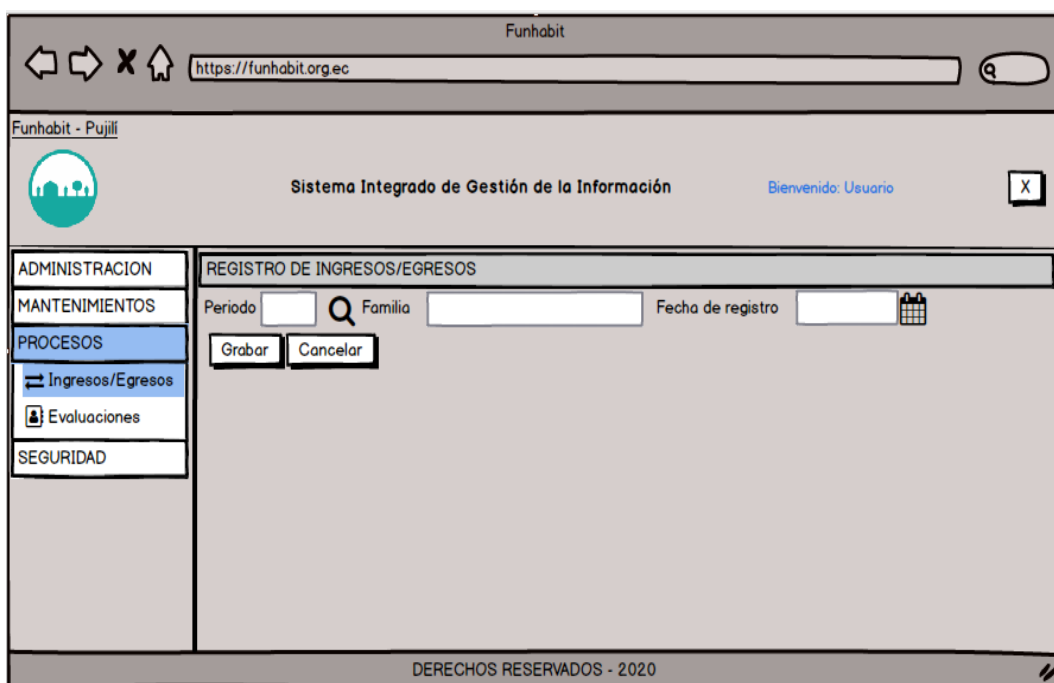 Funhabit
https://funhabit.org.ec
Funhabit - Pujilí
Sistema Integrado de Gestión de la Información
Bienvenido: Usuario
X
ADMINISTRACION
MANTENIMIENTOS
PROCESOS
Ingresos/Egresos
Evaluaciones
SEGURIDAD
REGISTRO DE INGRESOS/EGRESOS
Periodo Familia Fecha de registro
Grabar Cancelar
DERECHOS RESERVADOS - 2020